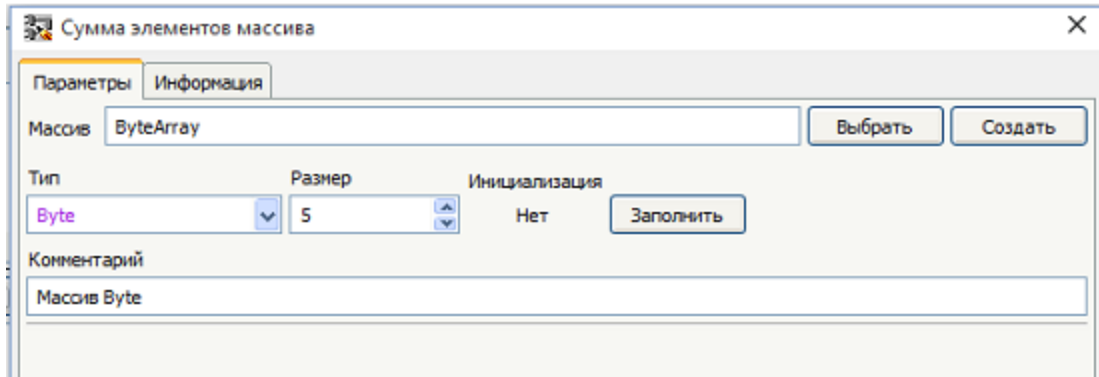 Сумма элементов массива
Параметры Информация
Массив ByteArray Выбрать Создать
Тип Размер Инициализация
Byte 5 Нет Заполнить
Комментарий
Массив Byte